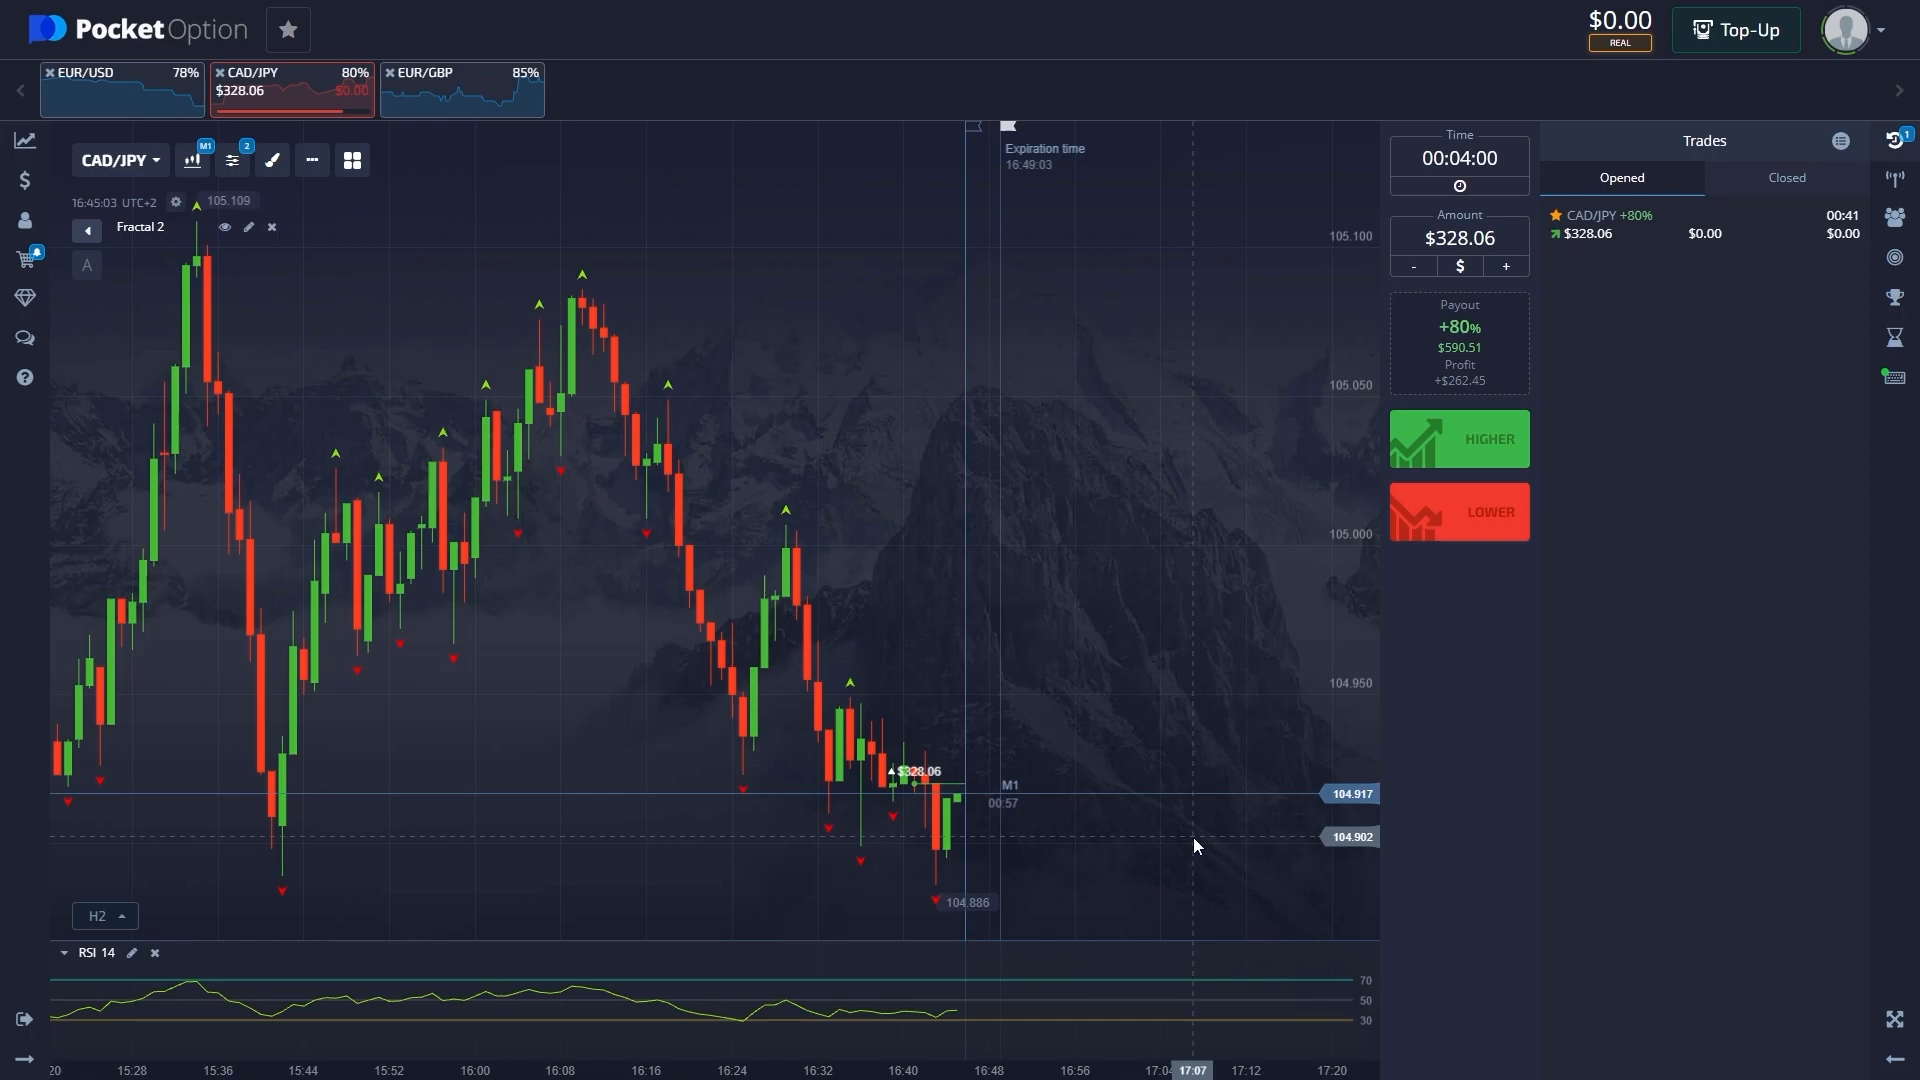 PocketOption
$0.00
REAL
Top-Up
EUR/USD 78%
CAD/JPY 80%
$328.06 $0.00
EUR/GBP 85%
CAD/JPY
M1
2
16:45:03 UTC+2
105.109
Fractal 2
A
Expiration time
16:49:03
105.100
105.050
105.000
104.950
$328.06
M1
00:57
104.917
104.902
104.886
H2
RSI 14
70
50
30
20 15:28 15:36 15:44 15:52 16:00 16:08 16:16 16:24 16:32 16:40 16:48 16:56 17:04 17:07 17:12 17:20
Time
00:04:00
Amount
$328.06
- $ +
Payout
+80%
$590.51
Profit
+$262.45
HIGHER
LOWER
Trades
Opened Closed
CAD/JPY +80% 00:41
$328.06 $0.00 $0.00
1